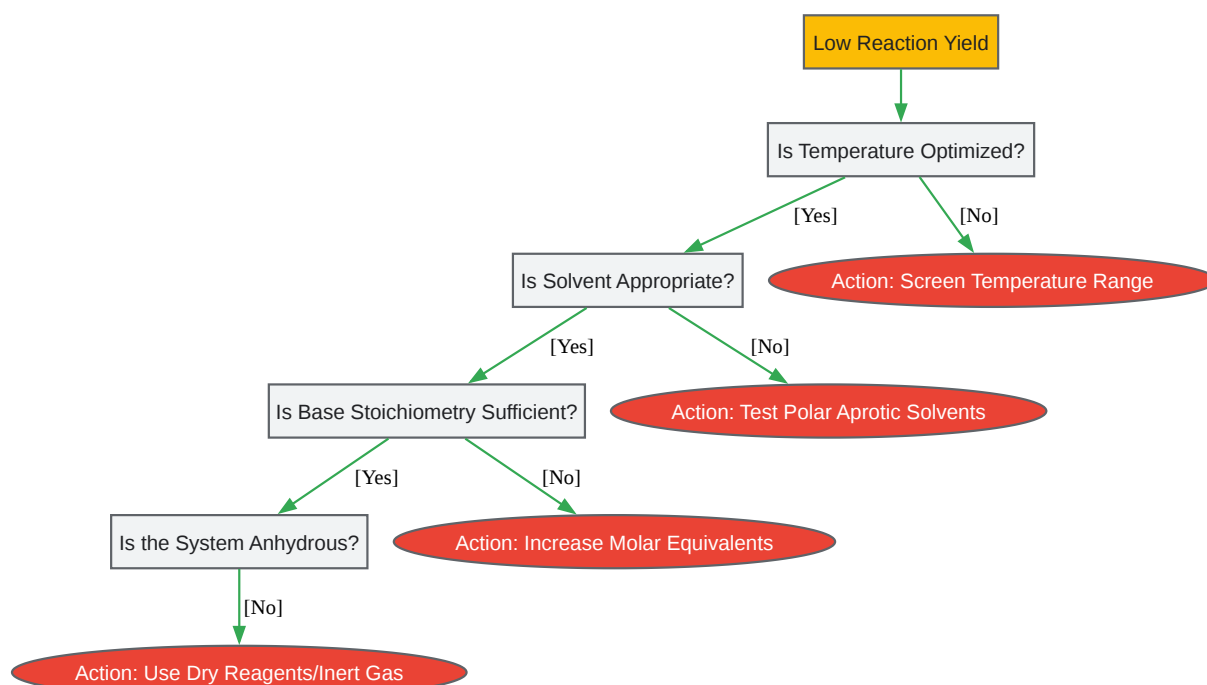 Low Reaction Yield
Is Temperature Optimized?
[Yes]
[No]
Is Solvent Appropriate?
Action: Screen Temperature Range
[Yes]
[No]
Is Base Stoichiometry Sufficient?
Action: Test Polar Aprotic Solvents
[Yes]
[No]
Is the System Anhydrous?
Action: Increase Molar Equivalents
[No]
Action: Use Dry Reagents/Inert Gas